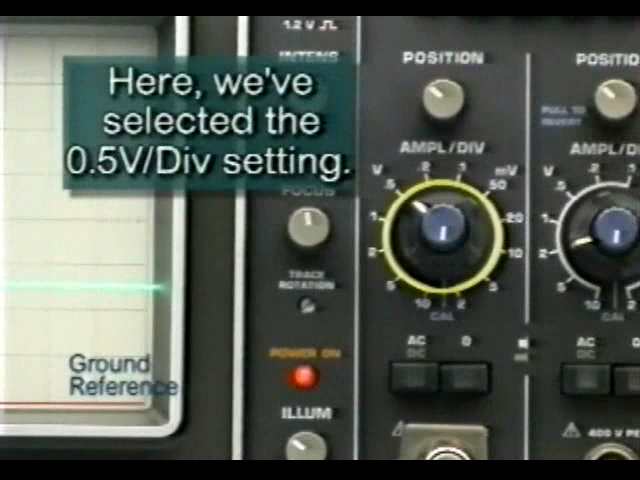 1.2 V
INTENS
POSITION
POSITIO
Here, we've
selected the
0.5V/Div setting.
PULL TO
INVERT
AMPL/DIV
AMPL/DI
V .5 .2 .1 mV 50
1 20
2 10
5 5
10 2
CAL
V .5 .2 .1
1
2
5
10
CAL
FOCUS
TRACE
ROTATION
POWER ON
AC 0
DC
AC 0
DC
Ground
Reference
ILLUM
400 V PE